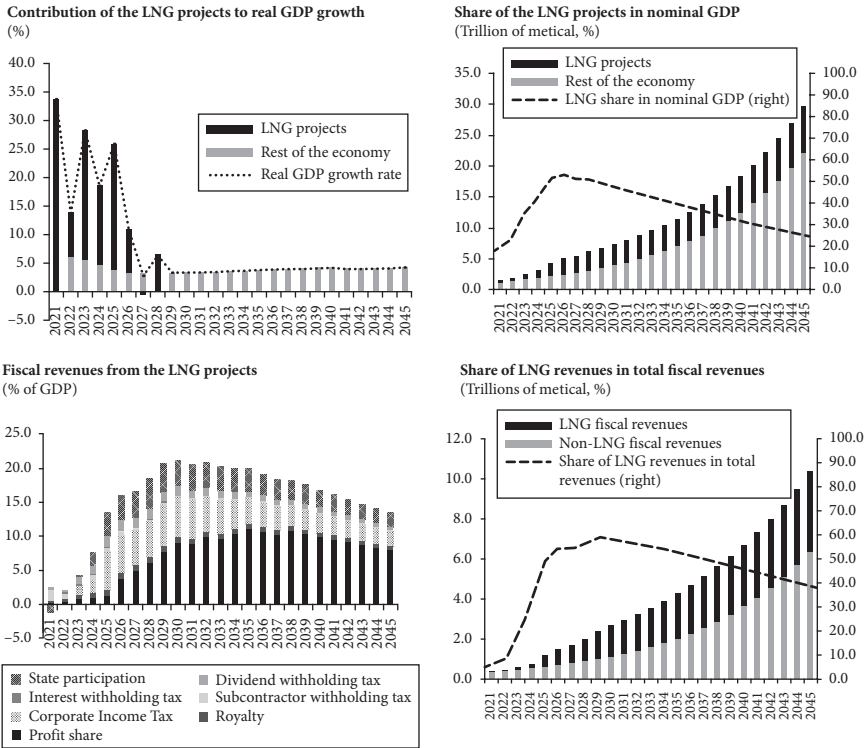 Contribution of the LNG projects to real GDP growth
(%)
40.0
35.0
30.0
25.0
20.0
15.0
10.0
5.0
0.0
−5.0
LNG projects
Rest of the economy
Real GDP growth rate
2021 2022 2023 2024 2025 2026 2027 2028 2029 2030 2031 2032 2033 2034 2035 2036 2037 2038 2039 2040 2041 2042 2043 2044 2045
Share of the LNG projects in nominal GDP
(Trillion of metical, %)
LNG projects
Rest of the economy
LNG share in nominal GDP (right)
35.0
30.0
25.0
20.0
15.0
10.0
5.0
0.0
100.0
90.0
80.0
70.0
60.0
50.0
40.0
30.0
20.0
10.0
0.0
2021 2022 2023 2024 2025 2026 2027 2028 2029 2030 2031 2032 2033 2034 2035 2036 2037 2038 2039 2040 2041 2042 2043 2044 2045
Fiscal revenues from the LNG projects
(% of GDP)
25.0
20.0
15.0
10.0
5.0
0.0
−5.0
2021 2022 2023 2024 2025 2026 2027 2028 2029 2030 2031 2032 2033 2034 2035 2036 2037 2038 2039 2040 2041 2042 2043 2044 2045
State participation
Dividend withholding tax
Interest withholding tax
Subcontractor withholding tax
Corporate Income Tax
Royalty
Profit share
Share of LNG revenues in total fiscal revenues
(Trillions of metical, %)
LNG fiscal revenues
Non-LNG fiscal revenues
Share of LNG revenues in total
revenues (right)
12.0
10.0
8.0
6.0
4.0
2.0
0.0
100.0
90.0
80.0
70.0
60.0
50.0
40.0
30.0
20.0
10.0
0.0
2021 2022 2023 2024 2025 2026 2027 2028 2029 2030 2031 2032 2033 2034 2035 2036 2037 2038 2039 2040 2041 2042 2043 2044 2045